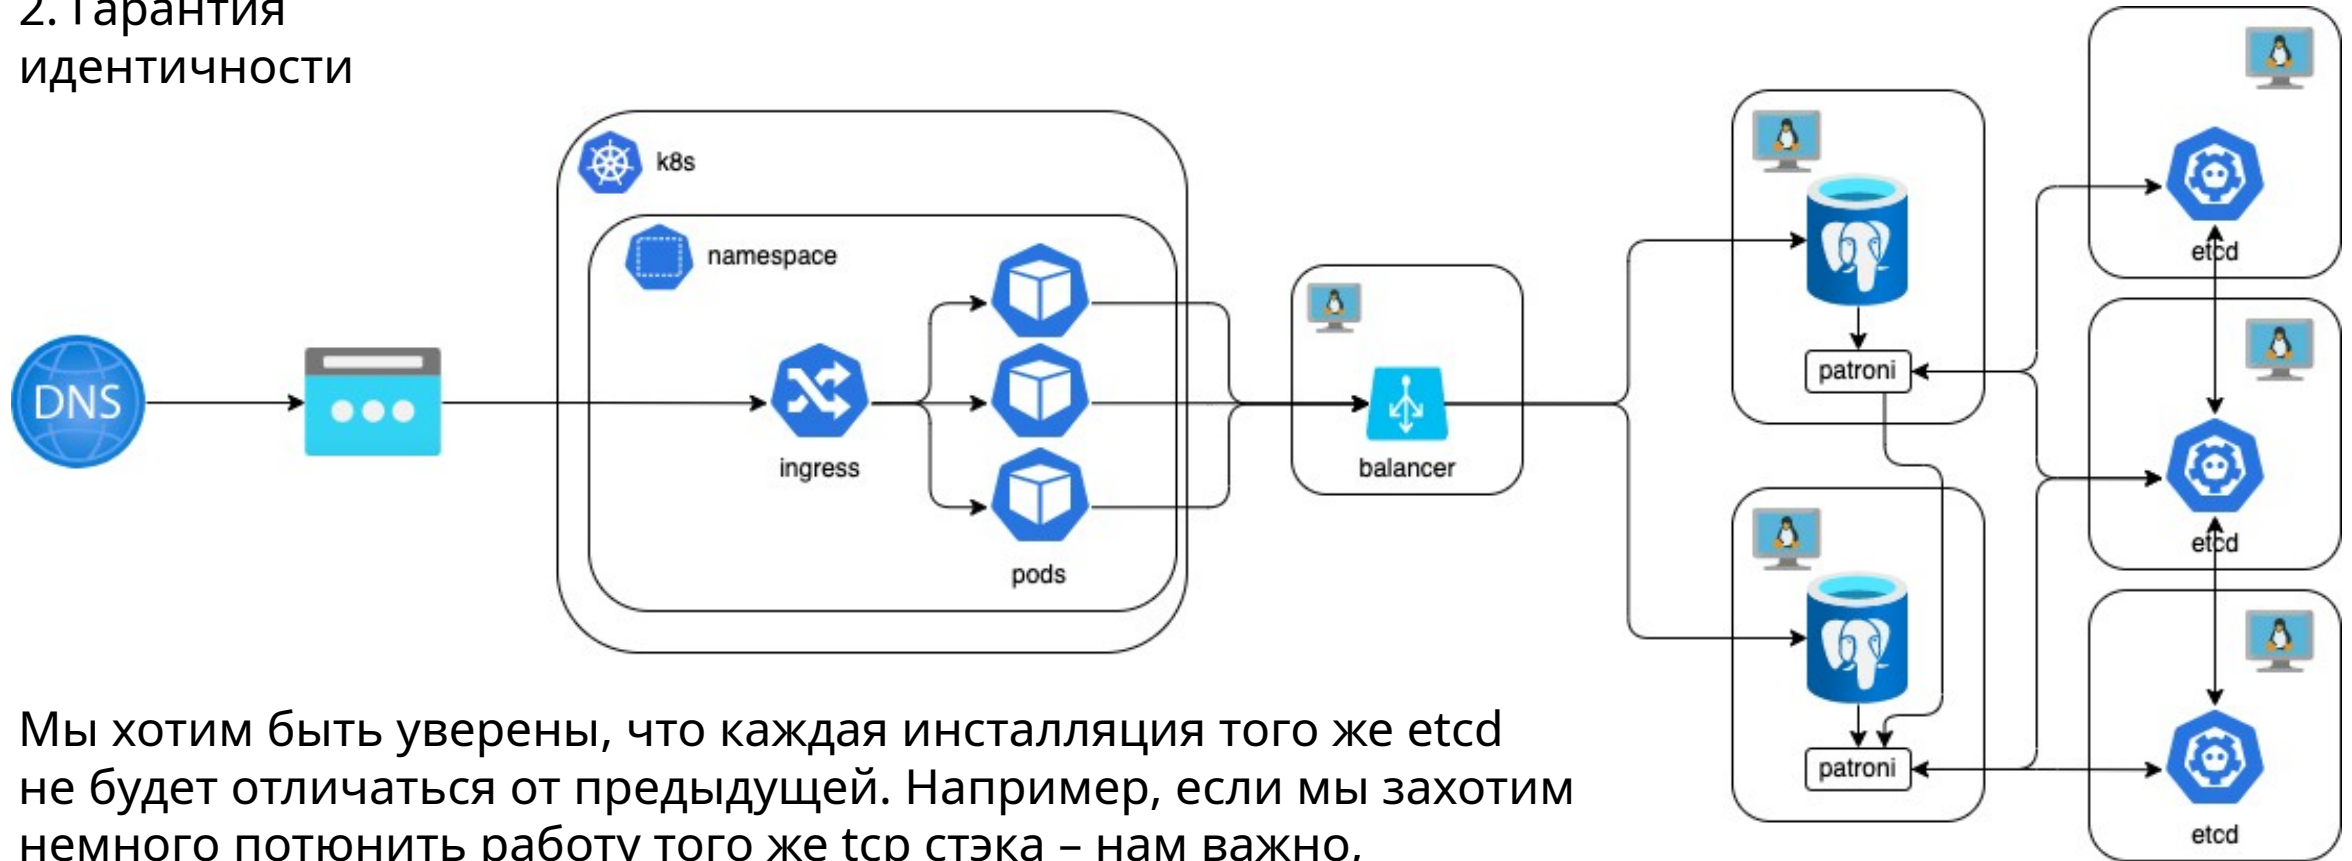 2. Гарантия
идентичности
k8s
namespace
DNS
ingress
pods
balancer
patroni
patroni
etcd
etcd
etcd
Мы хотим быть уверены, что каждая инсталляция того же etcd
не будет отличаться от предыдущей. Например, если мы захотим
немного потюнить работу того же tcp стэка – нам важно,